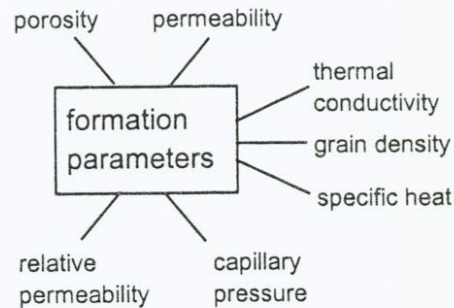 porosity
permeability
thermal
conductivity
formation
parameters
grain density
specific heat
relative
permeability
capillary
pressure